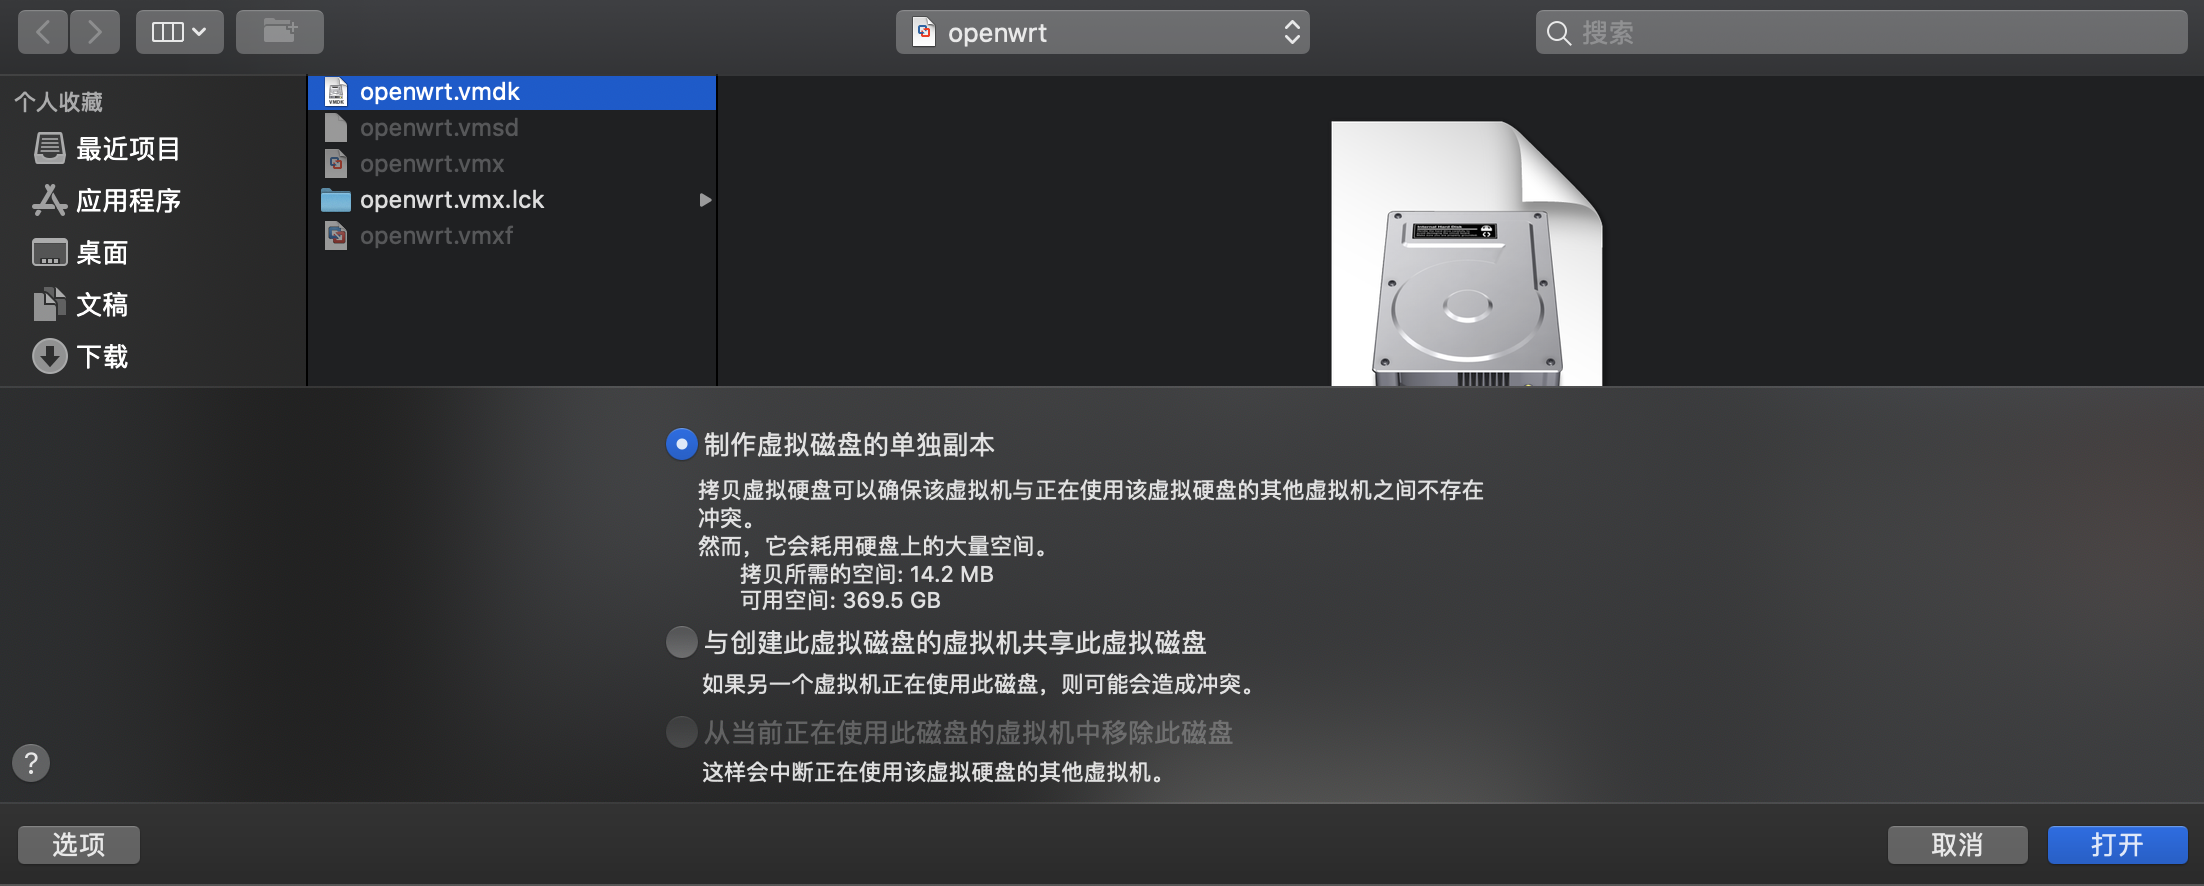 openwrt
搜索
个人收藏
最近项目
应用程序
桌面
文稿
下载
openwrt.vmdk
openwrt.vmsd
openwrt.vmx
openwrt.vmx.lck
openwrt.vmxf
VMDK
制作虚拟磁盘的单独副本
拷贝虚拟硬盘可以确保该虚拟机与正在使用该虚拟硬盘的其他虚拟机之间不存在
冲突。
然而，它会耗用硬盘上的大量空间。
拷贝所需的空间: 14.2 MB
可用空间: 369.5 GB
与创建此虚拟磁盘的虚拟机共享此虚拟磁盘
如果另一个虚拟机正在使用此磁盘，则可能会造成冲突。
从当前正在使用此磁盘的虚拟机中移除此磁盘
这样会中断正在使用该虚拟硬盘的其他虚拟机。
?
选项
取消
打开